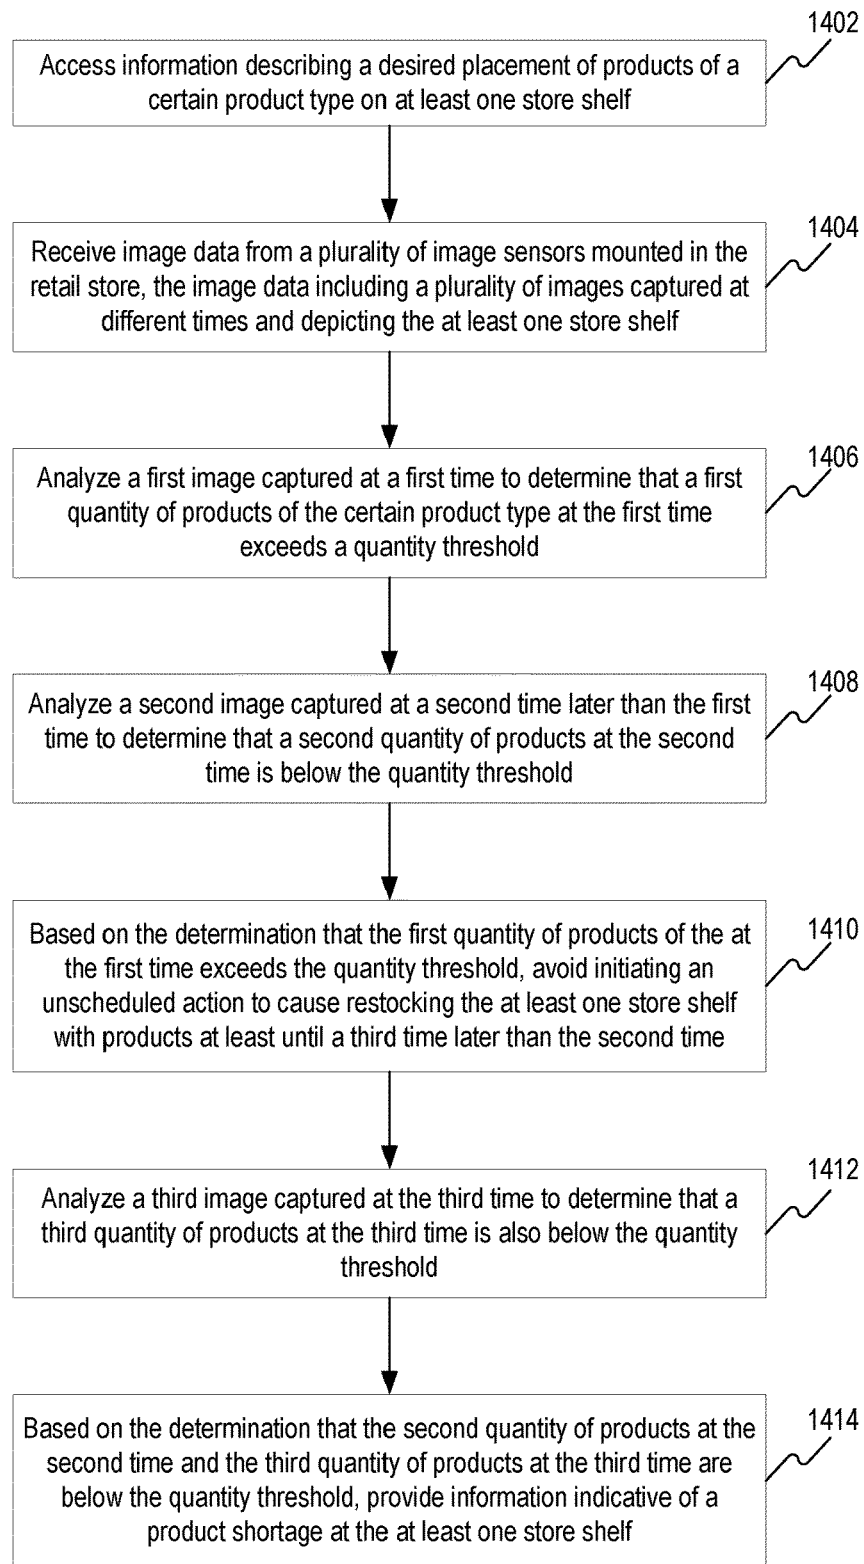 1402
Access information describing a desired placement of products of a
certain product type on at least one store shelf
1404
Receive image data from a plurality of image sensors mounted in the
retail store, the image data including a plurality of images captured at
different times and depicting the at least one store shelf
1406
Analyze a first image captured at a first time to determine that a first
quantity of products of the certain product type at the first time
exceeds a quantity threshold
1408
Analyze a second image captured at a second time later than the first
time to determine that a second quantity of products at the second
time is below the quantity threshold
1410
Based on the determination that the first quantity of products of the at
the first time exceeds the quantity threshold, avoid initiating an
unscheduled action to cause restocking the at least one store shelf
with products at least until a third time later than the second time
1412
Analyze a third image captured at the third time to determine that a
third quantity of products at the third time is also below the quantity
threshold
1414
Based on the determination that the second quantity of products at the
second time and the third quantity of products at the third time are
below the quantity threshold, provide information indicative of a
product shortage at the at least one store shelf